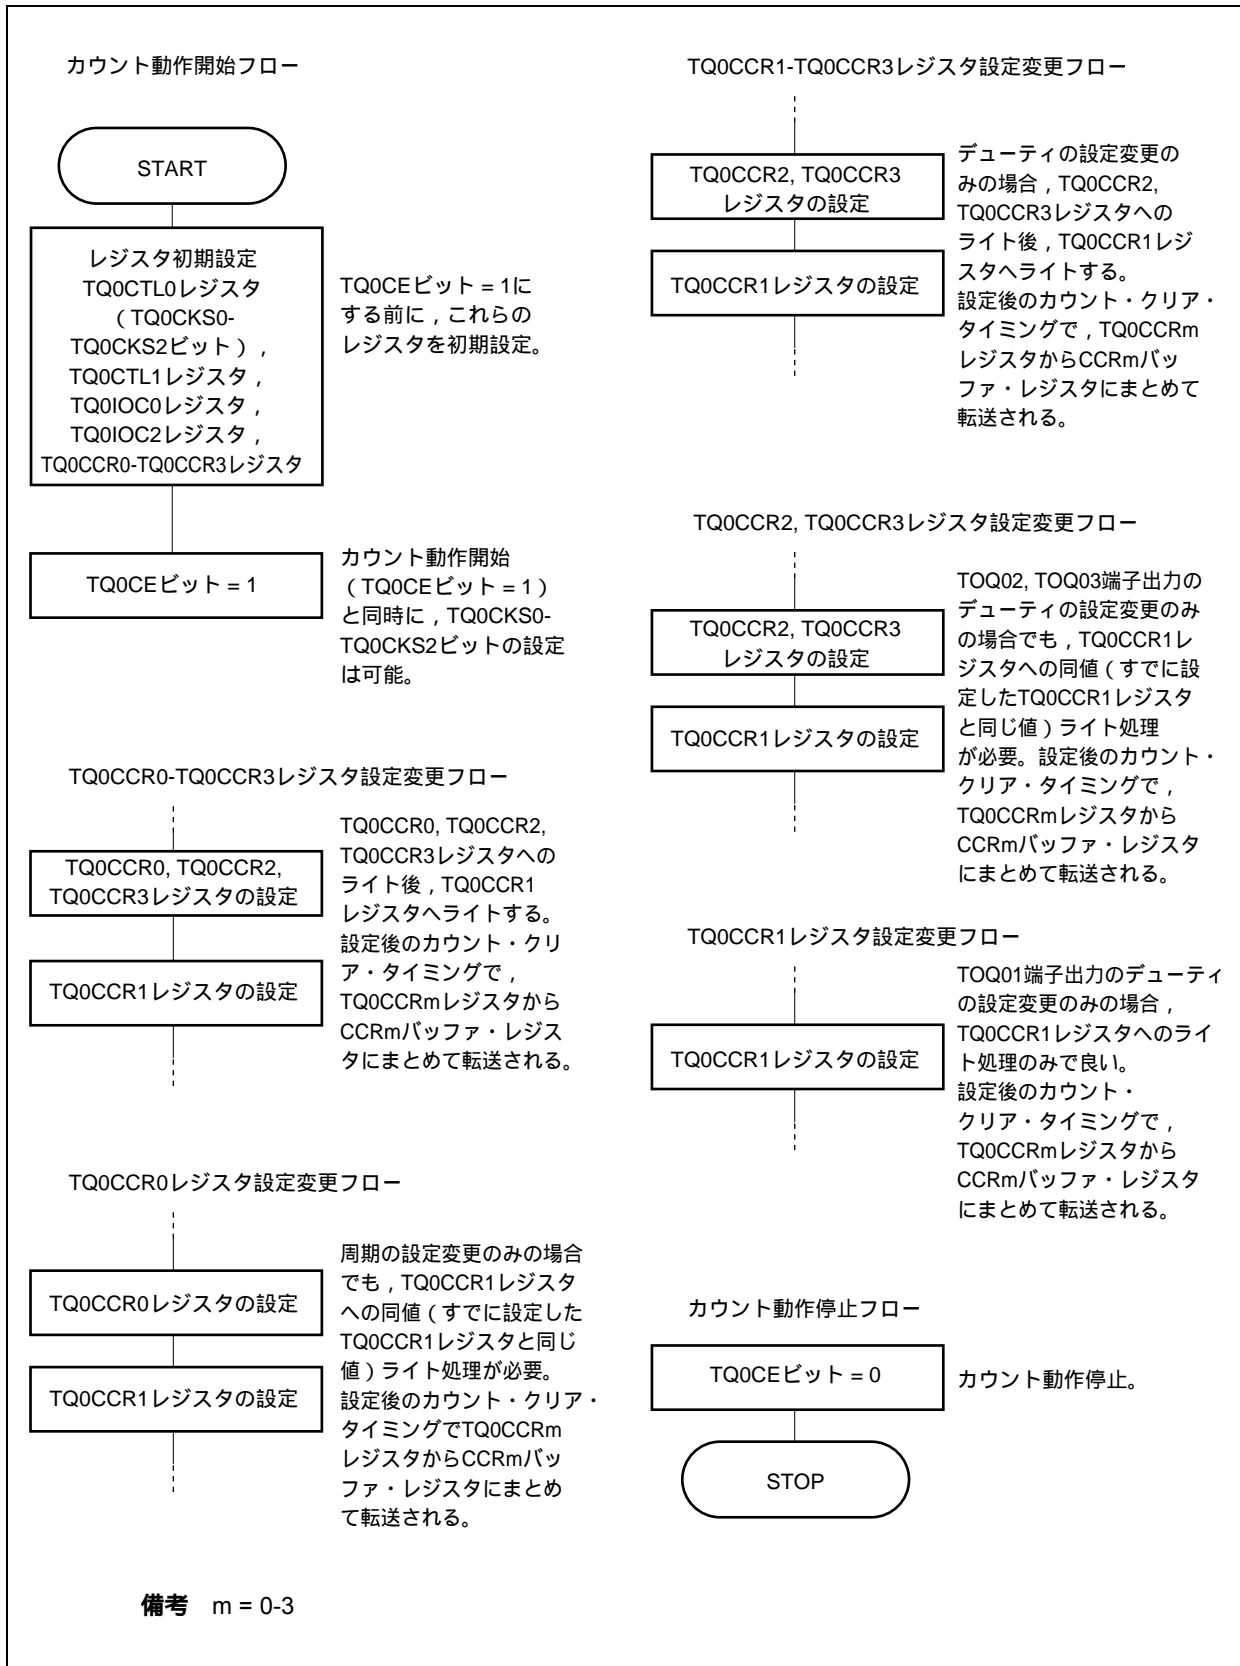 カウント動作開始フロー
START
レジスタ初期設定
TQ0CTL0レジスタ
（TQ0CKS0-
TQ0CKS2ビット），
TQ0CTL1レジスタ，
TQ0IOC0レジスタ，
TQ0IOC2レジスタ，
TQ0CCR0-TQ0CCR3レジスタ
TQ0CEビット = 1に
する前に，これらの
レジスタを初期設定。
TQ0CEビット = 1
カウント動作開始
（TQ0CEビット = 1）
と同時に，TQ0CKS0-
TQ0CKS2ビットの設定
は可能。
TQ0CCR0-TQ0CCR3レジスタ設定変更フロー
TQ0CCR0, TQ0CCR2,
TQ0CCR3レジスタの設定
TQ0CCR1レジスタの設定
TQ0CCR0, TQ0CCR2,
TQ0CCR3レジスタへの
ライト後，TQ0CCR1
レジスタへライトする。
設定後のカウント・クリ
ア・タイミングで，
TQ0CCRmレジスタから
CCRmバッファ・レジス
タにまとめて転送される。
TQ0CCR0レジスタ設定変更フロー
TQ0CCR0レジスタの設定
TQ0CCR1レジスタの設定
周期の設定変更のみの場合
でも，TQ0CCR1レジスタ
への同値（すでに設定した
TQ0CCR1レジスタと同じ
値）ライト処理が必要。
設定後のカウント・クリア・
タイミングでTQ0CCRm
レジスタからCCRmバッ
ファ・レジスタにまとめ
て転送される。
TQ0CCR1-TQ0CCR3レジスタ設定変更フロー
TQ0CCR2, TQ0CCR3
レジスタの設定
TQ0CCR1レジスタの設定
デューティの設定変更の
みの場合，TQ0CCR2,
TQ0CCR3レジスタへの
ライト後，TQ0CCR1レジ
スタへライトする。
設定後のカウント・クリア・
タイミングで，TQ0CCRm
レジスタからCCRmバッ
ファ・レジスタにまとめて
転送される。
TQ0CCR2, TQ0CCR3レジスタ設定変更フロー
TQ0CCR2, TQ0CCR3
レジスタの設定
TQ0CCR1レジスタの設定
TOQ02, TOQ03端子出力の
デューティの設定変更のみ
の場合でも，TQ0CCR1レ
ジスタへの同値（すでに設
定したTQ0CCR1レジスタ
と同じ値）ライト処理
が必要。設定後のカウント・
クリア・タイミングで，
TQ0CCRmレジスタから
CCRmバッファ・レジスタ
にまとめて転送される。
TQ0CCR1レジスタ設定変更フロー
TQ0CCR1レジスタの設定
TOQ01端子出力のデューティ
の設定変更のみの場合，
TQ0CCR1レジスタへのライ
ト処理のみで良い。
設定後のカウント・
クリア・タイミングで，
TQ0CCRmレジスタから
CCRmバッファ・レジスタ
にまとめて転送される。
カウント動作停止フロー
TQ0CEビット = 0
カウント動作停止。
STOP
備考 m = 0-3